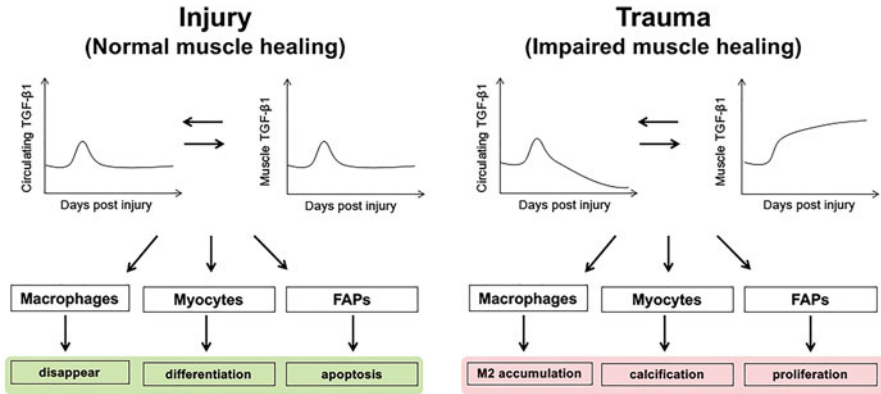 Injury
(Normal muscle healing)
Circulating TGF-β1
Days post injury
Muscle TGF-β1
Days post injury
Macrophages
Myocytes
FAPs
disappear
differentiation
apoptosis
Trauma
(Impaired muscle healing)
Circulating TGF-β1
Days post injury
Muscle TGF-β1
Days post injury
Macrophages
Myocytes
FAPs
M2 accumulation
calcification
proliferation